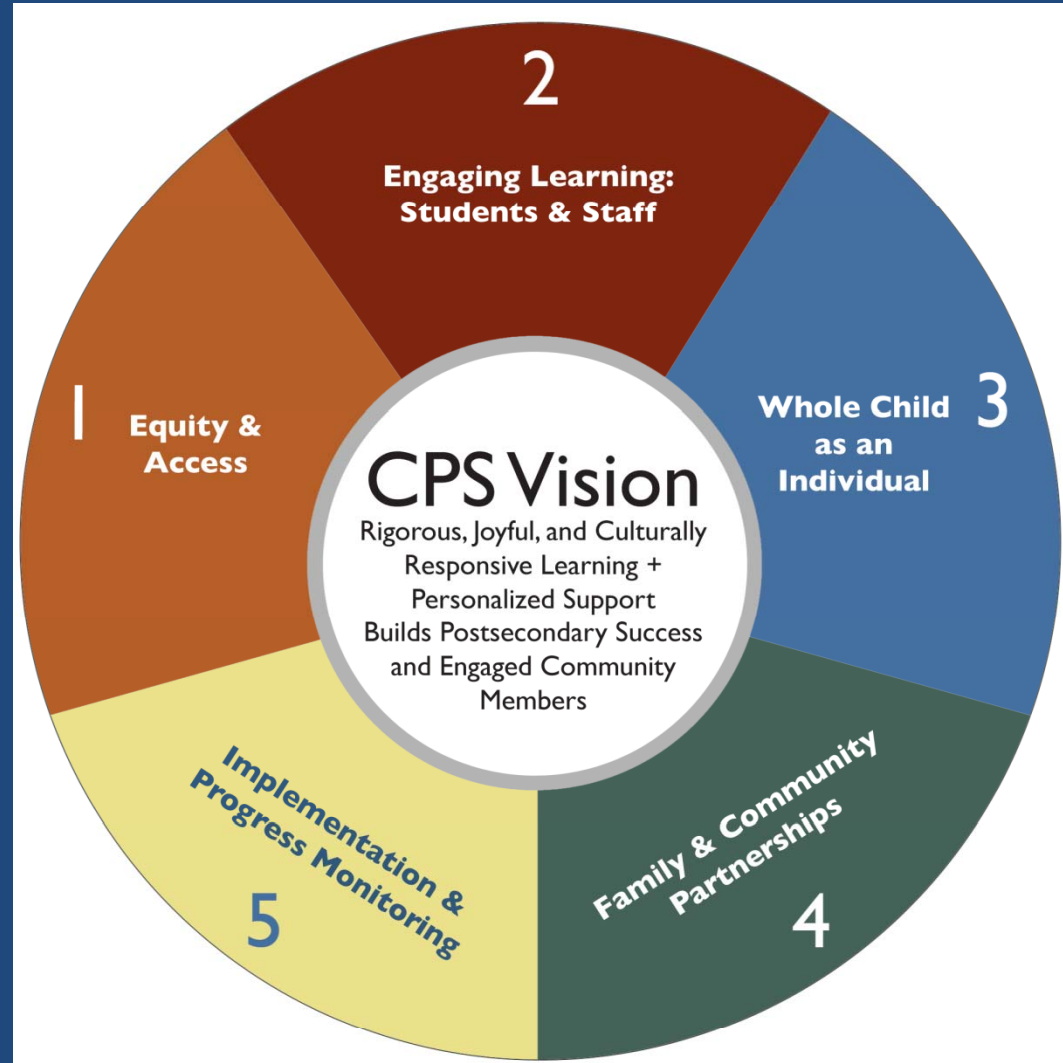 2
Engaging Learning:
Students & Staff
1
Equity &
Access
Whole Child
as an
Individual
3
CPS Vision
Rigorous, Joyful, and Culturally
Responsive Learning +
Personalized Support
Builds Postsecondary Success
and Engaged Community
Members
Family & Community
Partnerships
4
Implementation &
Progress Monitoring
5